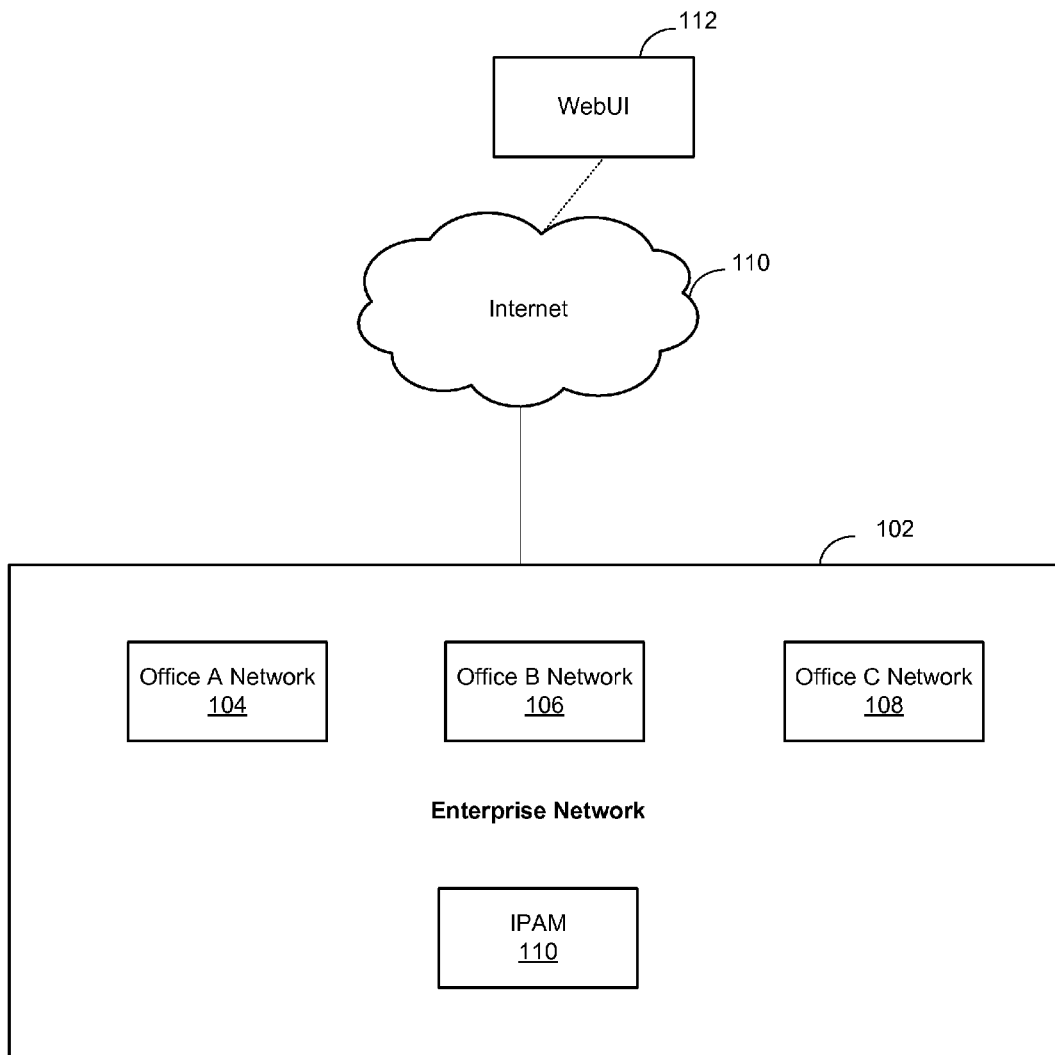 112
WebUI
110
Internet
102
Office A Network
104
Office B Network
106
Office C Network
108
Enterprise Network
IPAM
110